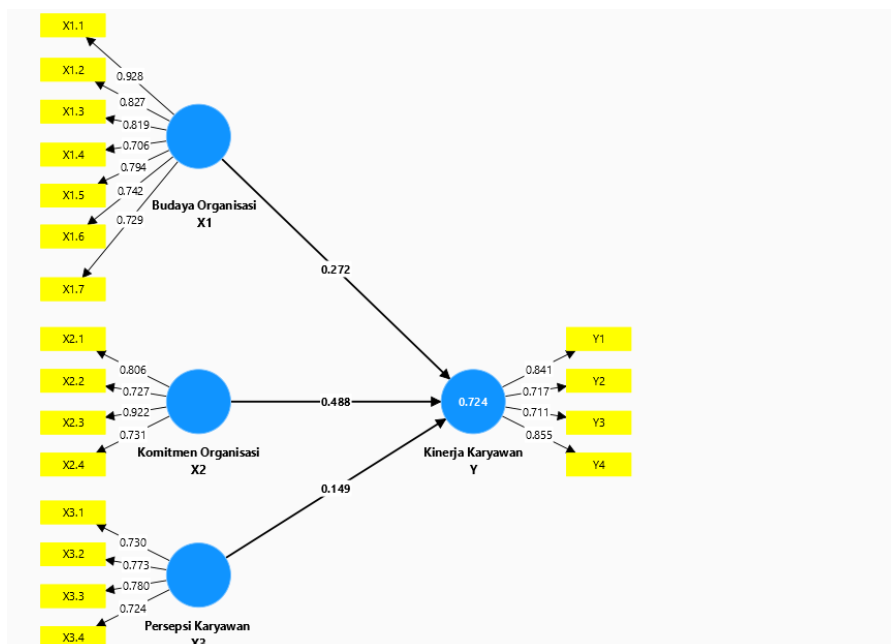 X1.1
0.928
X1.2
0.827
X1.3
0.819
X1.4
0.706
X1.5
0.794
X1.6
0.742
X1.7
0.729
Budaya Organisasi
X1
0.272
X2.1
0.806
X2.2
0.727
X2.3
0.922
X2.4
0.731
Komitmen Organisasi
X2
0.488
0.724
Kinerja Karyawan
Y
Y1
0.841
Y2
0.717
Y3
0.711
Y4
0.855
0.149
X3.1
0.730
X3.2
0.773
X3.3
0.780
X3.4
0.724
Persepsi Karyawan
X3